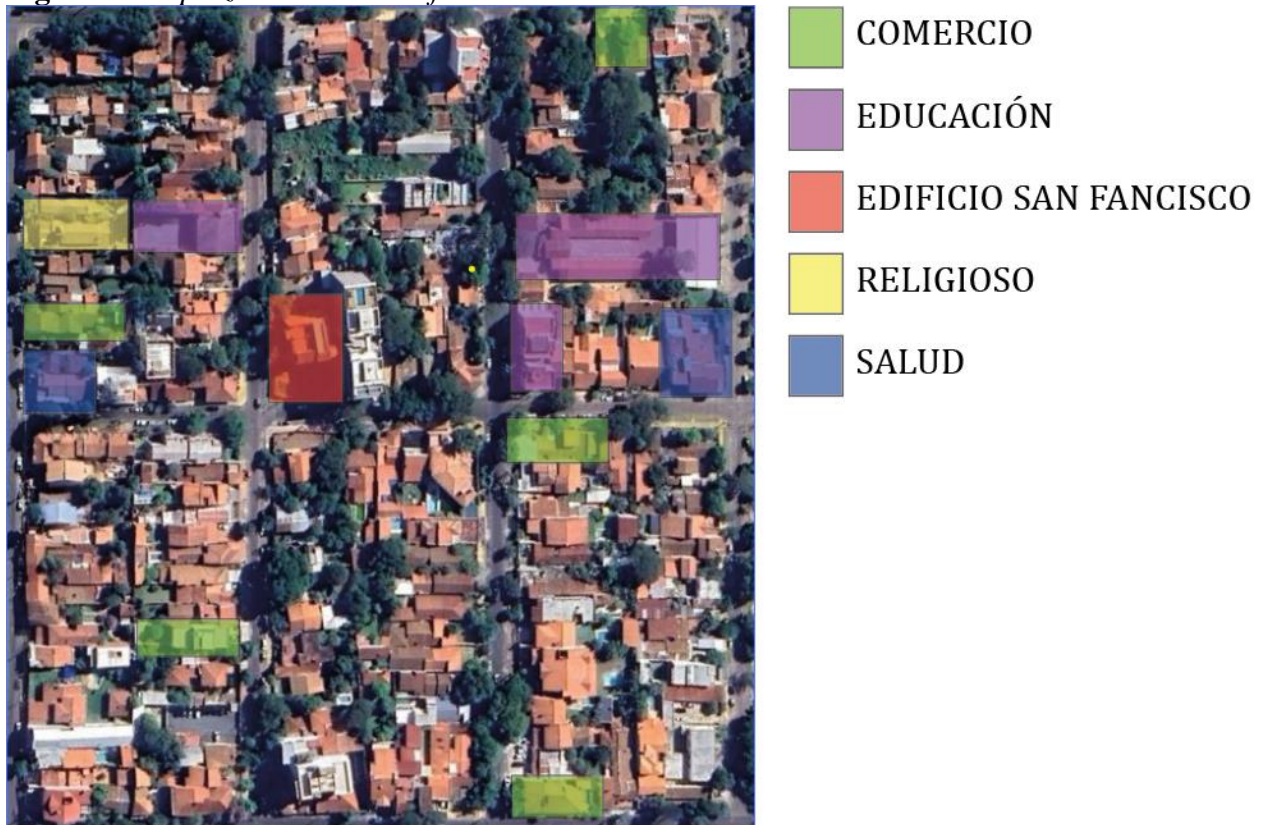 COMERCIO
EDUCACIÓN
EDIFICIO SAN FANCISCO
RELIGIOSO
SALUD